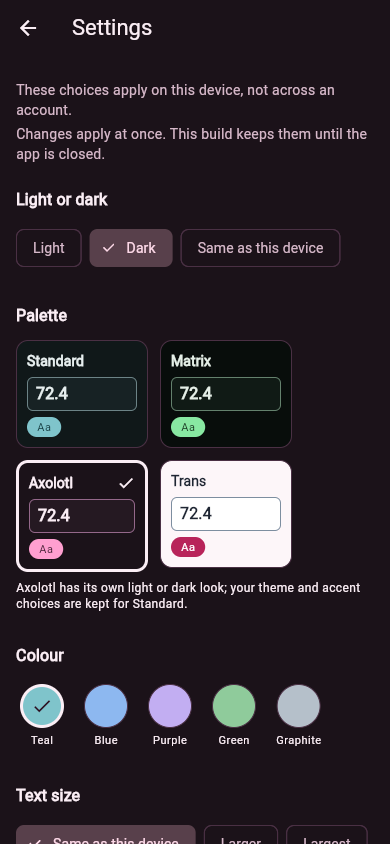 Settings
These choices apply on this device, not across an
account.
Changes apply at once. This build keeps them until the
app is closed.
Light or dark
Light
Dark
Same as this device
Palette
Standard
Matrix
72.4
72.4
Aa
Aa
Axolotl
Trans
72.4
72.4
Aa
Aa
Axolotl has its own light or dark look; your theme and accent
choices are kept for Standard.
Colour
Teal
Blue
Purple
Green
Graphite
Text size
Same as this device
Larger
Largest